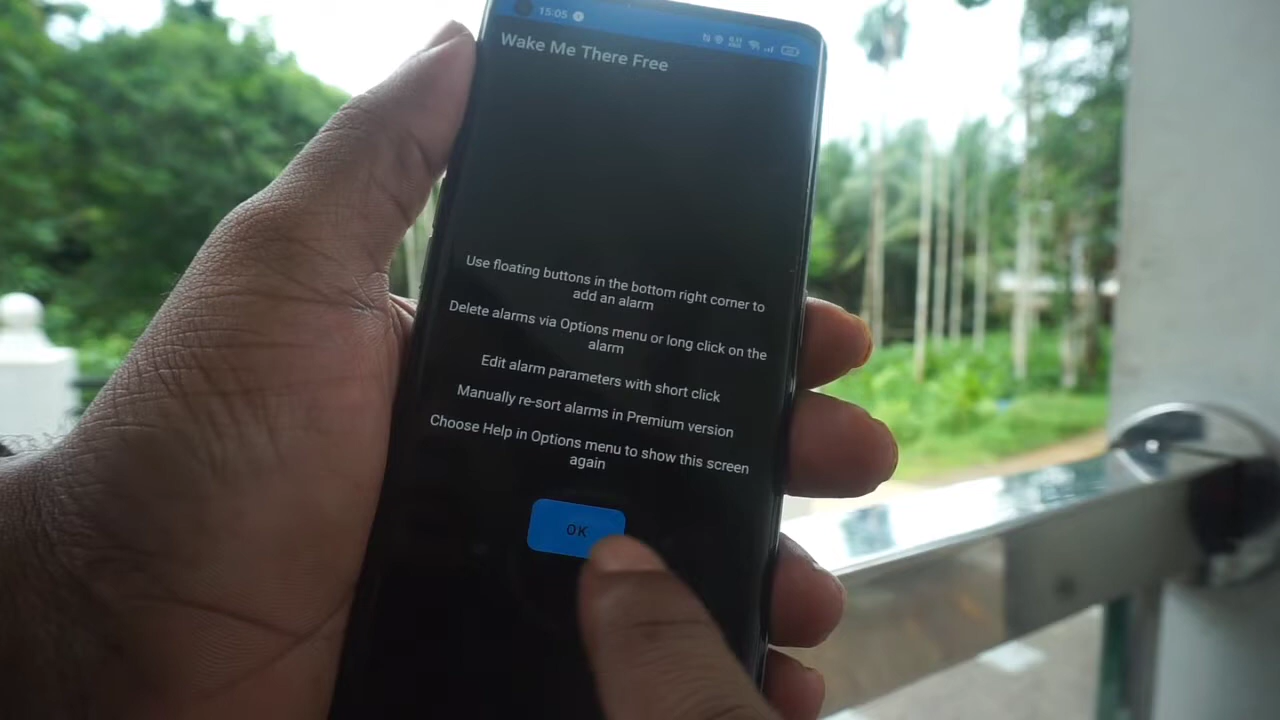 15:05
Wake Me There Free
Use floating buttons in the bottom right corner to
add an alarm
Delete alarms via Options menu or long click on the
alarm
Edit alarm parameters with short click
Manually re-sort alarms in Premium version
Choose Help in Options menu to show this screen
again
OK